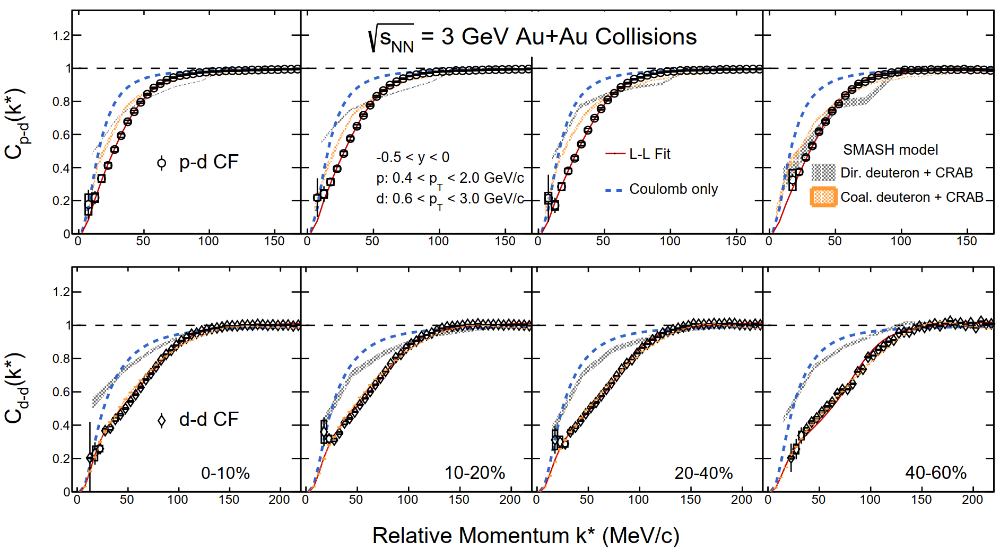 √sNN = 3 GeV Au+Au Collisions
Cp-d(k*)
1.2
1
0.8
0.6
0.4
0.2
0
p-d CF
-0.5 < y < 0
p: 0.4 < pT < 2.0 GeV/c
d: 0.6 < pT < 3.0 GeV/c
L-L Fit
Coulomb only
SMASH model
Dir. deuteron + CRAB
Coal. deuteron + CRAB
0 50 100 150 0 50 100 150 0 50 100 150 0 50 100 150
Cd-d(k*)
1.2
1
0.8
0.6
0.4
0.2
0
d-d CF
0-10% 10-20% 20-40% 40-60%
0 50 100 150 200 0 50 100 150 200 0 50 100 150 200 0 50 100 150 200
Relative Momentum k* (MeV/c)